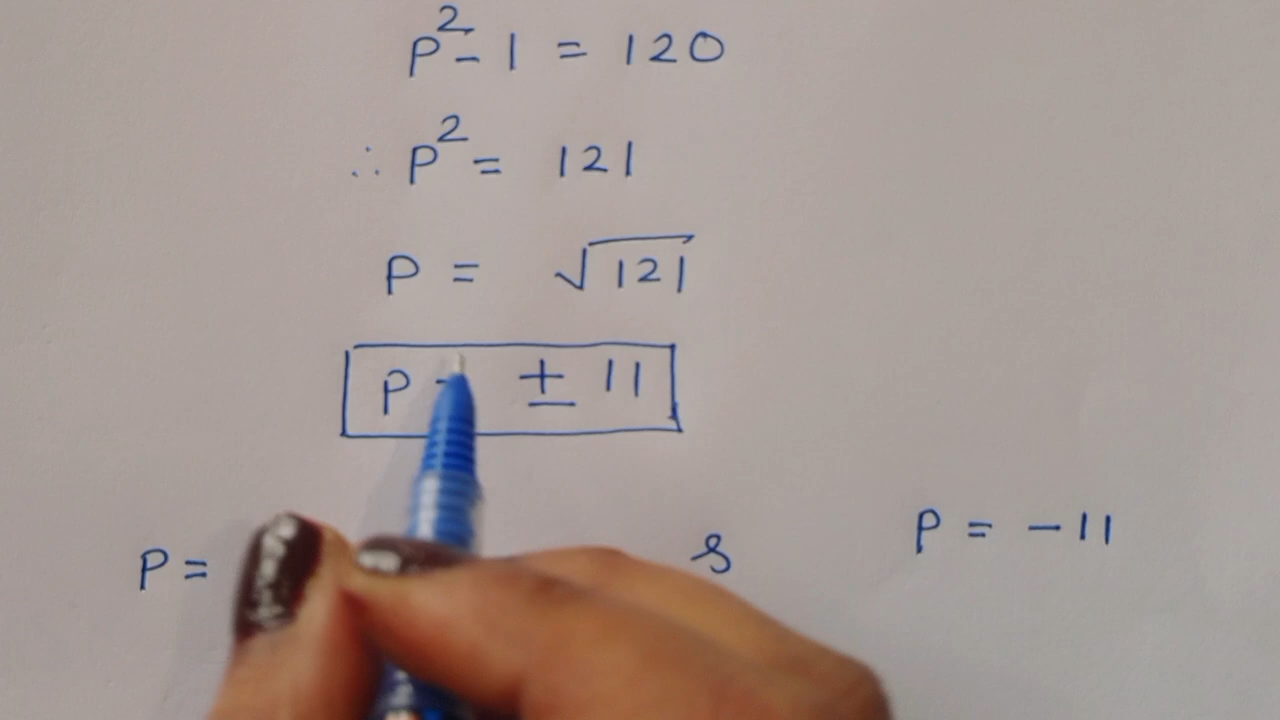 P² - 1 = 120
∴ P² = 121
P = √121
P ± 11
P = & P = -11